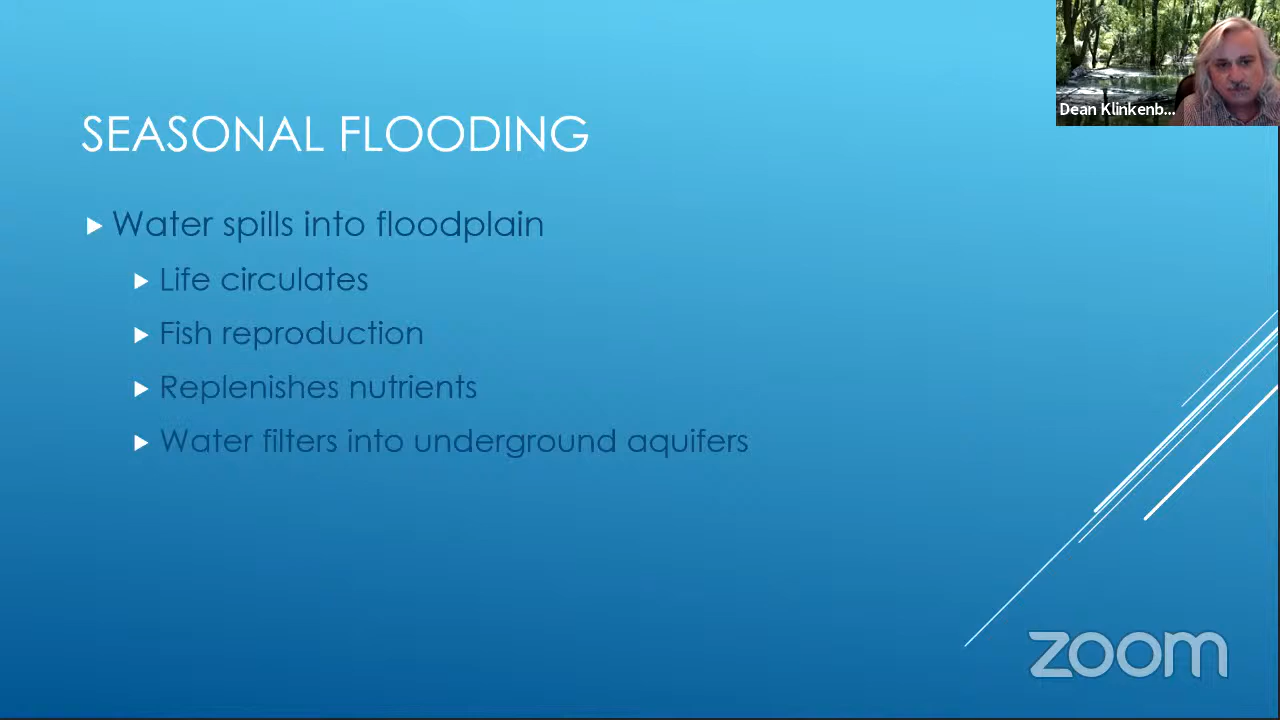 Dean Klinkenb...
SEASONAL FLOODING
Water spills into floodplain
Life circulates
Fish reproduction
Replenishes nutrients
Water filters into underground aquifers
zoom